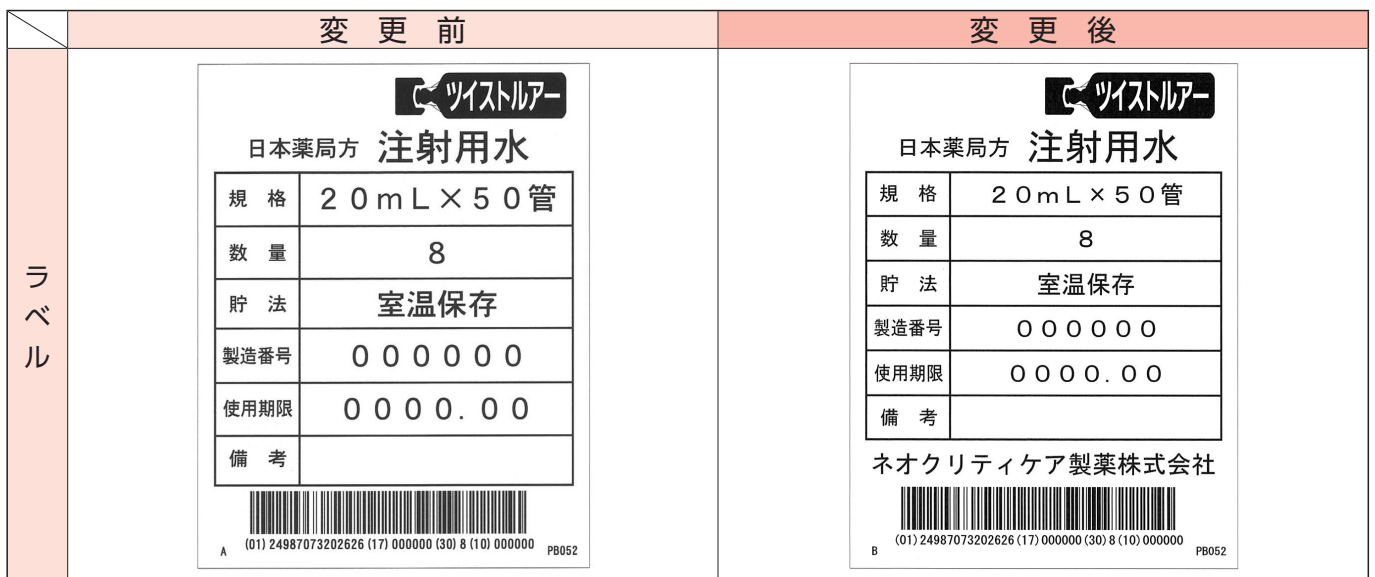 変更前
変更後
ラベル
ツイストルアー
日本薬局方 注射用水
規格 20mL×50管
数量 8
貯法 室温保存
製造番号 000000
使用期限 0000.00
備考
(01) 24987073202626 (17) 000000 (30) 8 (10) 000000
A
PB052
ツイストルアー
日本薬局方 注射用水
規格 20mL×50管
数量 8
貯法 室温保存
製造番号 000000
使用期限 0000.00
備考
ネオクリティケア製薬株式会社
(01) 24987073202626 (17) 000000 (30) 8 (10) 000000
B
PB052